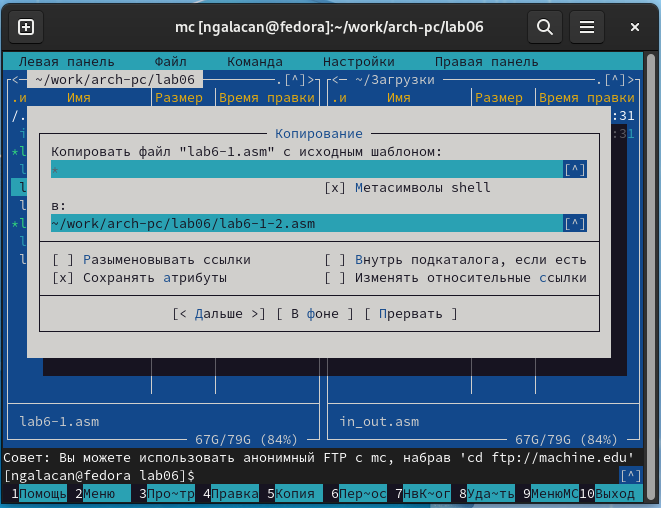 mc [ngalacan@fedora]:~/work/arch-pc/lab06
Левая панель Файл Команда Настройки Правая панель
<— ~/work/arch-pc/lab06 .[^]> <— ~/Загрузки .[^]>
.и Имя Размер Время правки .и Имя Размер Время правки
/. :31
:31
*l
l
l
l
*l
l
l
Копирование
Копировать файл "lab6-1.asm" с исходным шаблоном:
* [^]
[x] Метасимволы shell
в:
~/work/arch-pc/lab06/lab6-1-2.asm [^]
[ ] Разыменовывать ссылки [ ] Внутрь подкаталога, если есть
[x] Сохранять атрибуты [ ] Изменять относительные ссылки
[< Дальше >] [ В фоне ] [ Прервать ]
lab6-1.asm in_out.asm
67G/79G (84%) 67G/79G (84%)
Совет: Вы можете использовать анонимный FTP с mc, набрав 'cd ftp://machine.edu'
[ngalacan@fedora lab06]$ [^]
1Помощь 2Меню 3Про~тр 4Правка 5Копия 6Пер~ос 7НвК~ог 8Уда~ть 9МенюМС 10Выход